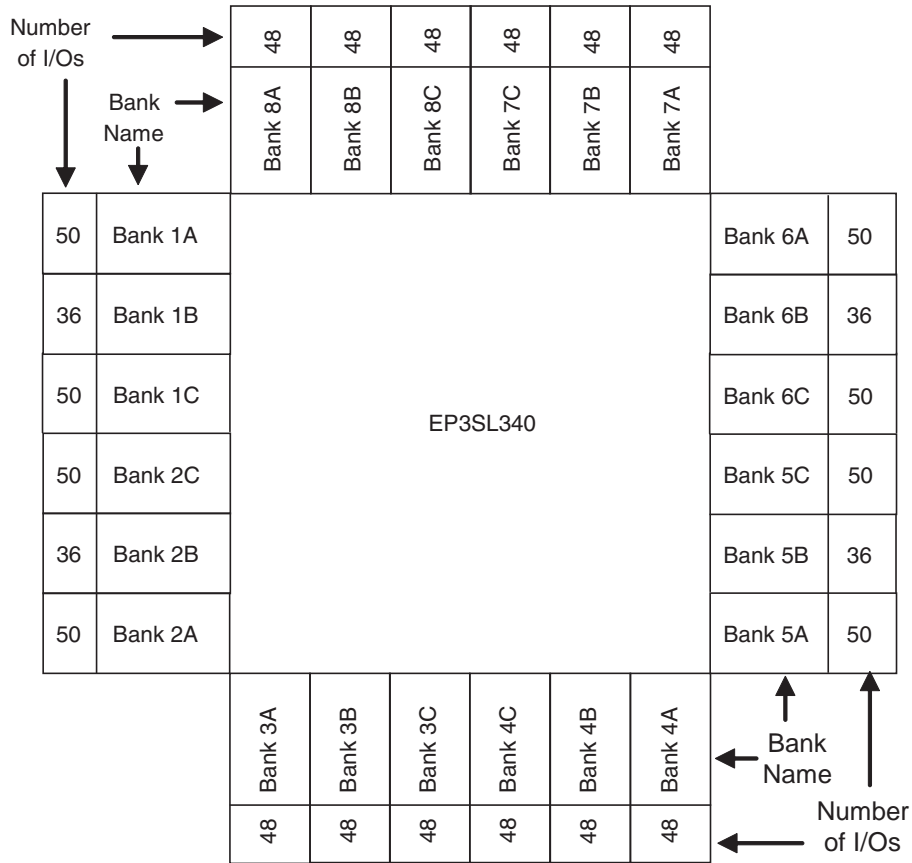 Number
of I/Os
48 48 48 48 48 48
Bank
Name
Bank 8A Bank 8B Bank 8C Bank 7C Bank 7B Bank 7A
50 Bank 1A Bank 6A 50
36 Bank 1B Bank 6B 36
50 Bank 1C Bank 6C 50
EP3SL340
50 Bank 2C Bank 5C 50
36 Bank 2B Bank 5B 36
50 Bank 2A Bank 5A 50
Bank 3A Bank 3B Bank 3C Bank 4C Bank 4B Bank 4A
Bank
Name
48 48 48 48 48 48
Number
of I/Os